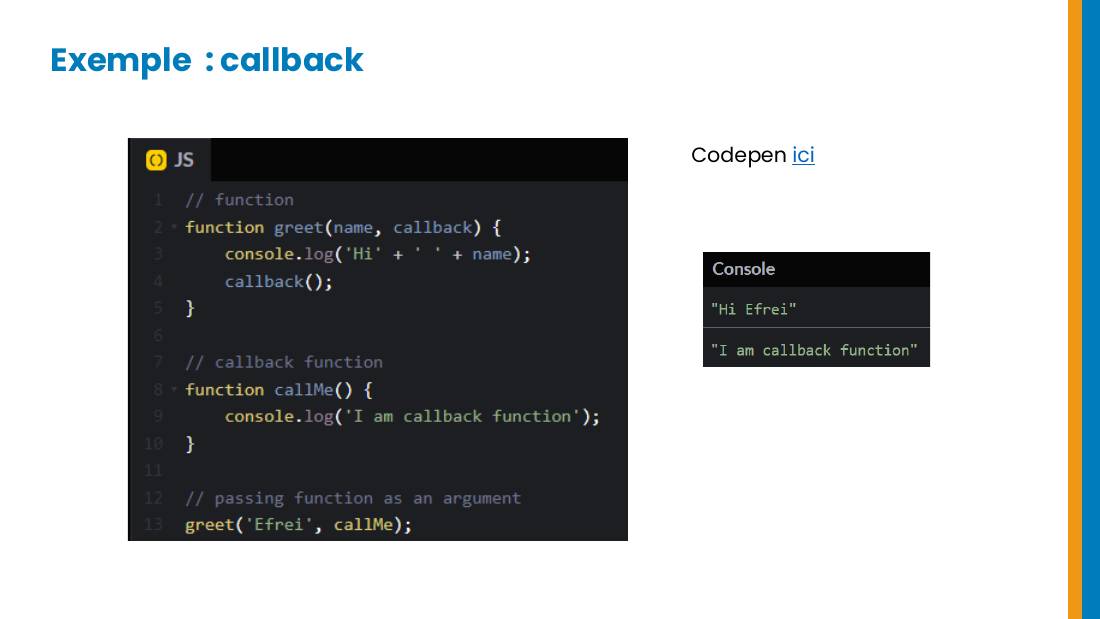 Exemple : callback
JS
1 // function
2 function greet(name, callback) {
3     console.log('Hi' + ' ' + name);
4     callback();
5 }
6
7 // callback function
8 function callMe() {
9     console.log('I am callback function');
10 }
11
12 // passing function as an argument
13 greet('Efrei', callMe);
Codepen ici
Console
"Hi Efrei"
"I am callback function"